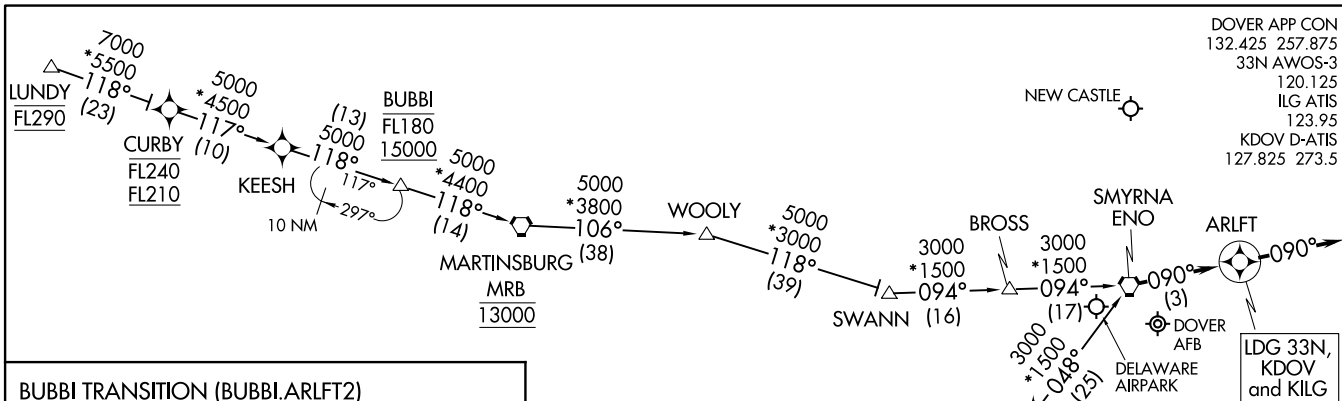 DOVER APP CON
132.425 257.875
33N AWOS-3
120.125
ILG ATIS
123.95
KDOV D-ATIS
127.825 273.5
LUNDY
FL290
7000
*5500
118°
(23)
CURBY
FL240
FL210
5000
*4500
117°
(10)
KEESH
(13)
5000
118°
117°
297°
10 NM
BUBBI
FL180
15000
5000
*4400
118°
(14)
MARTINSBURG
MRB
13000
5000
*3800
106°
(38)
WOOLY
5000
*3000
118°
(39)
SWANN
3000
*1500
094°
(16)
BROSS
3000
*1500
094°
(17)
NEW CASTLE
SMYRNA
ENO
090°
(3)
ARLFT
090°
DOVER
AFB
DELAWARE
AIRPARK
3000
*1500
048°
(25)
LDG 33N,
KDOV
and KILG
BUBBI TRANSITION (BUBBI.ARLFT2)